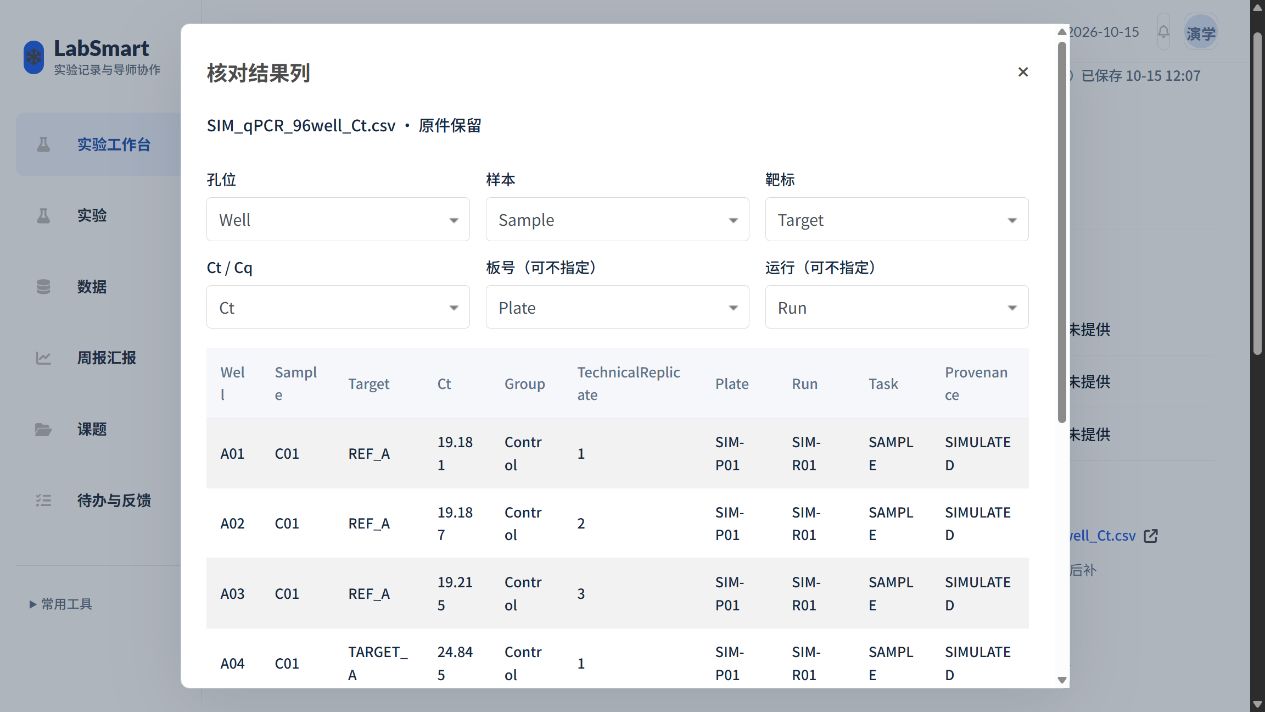 LabSmart
实验记录与导师协作
实验工作台
实验
数据
周报汇报
课题
待办与反馈
常用工具
2026-10-15
演学
）已保存 10-15 12:07
未提供
未提供
未提供
well_Ct.csv
后补
核对结果列
×
SIM_qPCR_96well_Ct.csv · 原件保留
孔位 样本 靶标
Well Sample Target
Ct / Cq 板号（可不指定） 运行（可不指定）
Ct Plate Run
Well Sample Target Ct Group TechnicalReplicate Plate Run Task Provenance
A01 C01 REF_A 19.181 Control 1 SIM-P01 SIM-R01 SAMPLE SIMULATED
A02 C01 REF_A 19.187 Control 2 SIM-P01 SIM-R01 SAMPLE SIMULATED
A03 C01 REF_A 19.215 Control 3 SIM-P01 SIM-R01 SAMPLE SIMULATED
A04 C01 TARGET_A 24.845 Control 1 SIM-P01 SIM-R01 SAMPLE SIMULATED